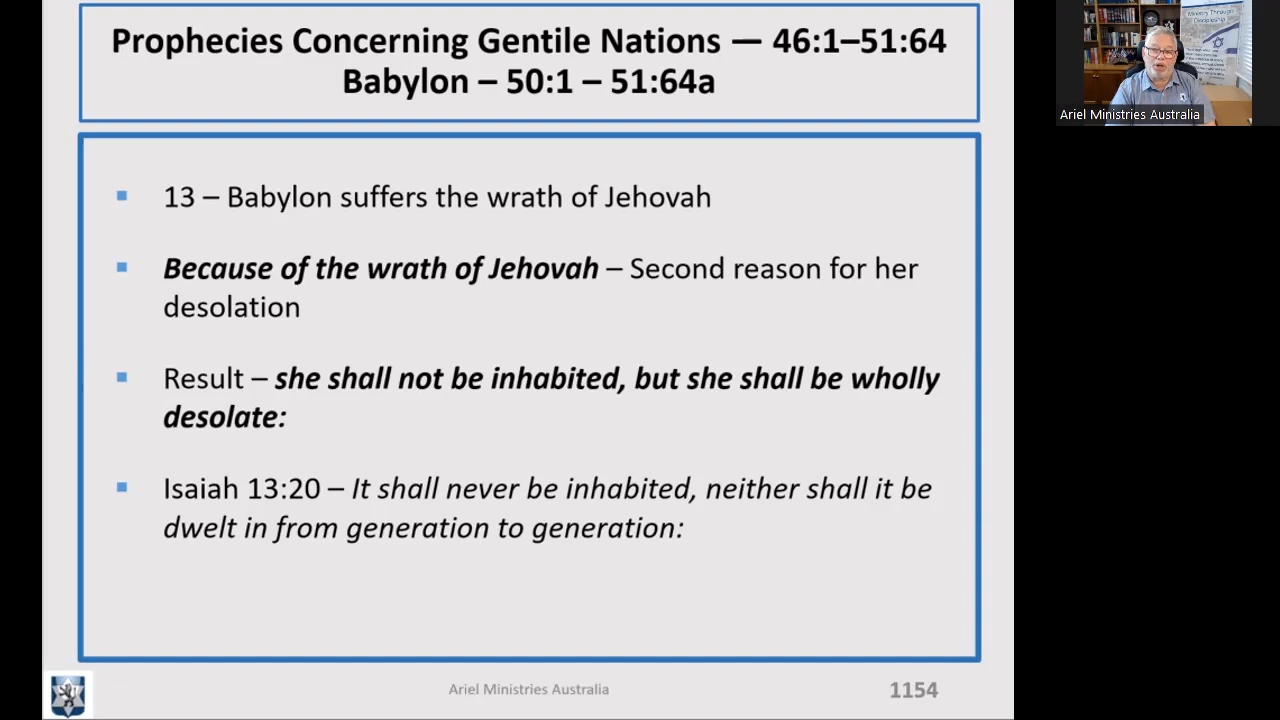 Prophecies Concerning Gentile Nations — 46:1–51:64
Babylon – 50:1 – 51:64a
13 – Babylon suffers the wrath of Jehovah
Because of the wrath of Jehovah – Second reason for her
desolation
Result – she shall not be inhabited, but she shall be wholly
desolate:
Isaiah 13:20 – It shall never be inhabited, neither shall it be
dwelt in from generation to generation:
Ariel Ministries Australia
1154
Ministry Through
Discipleship
Ariel Ministries Australia